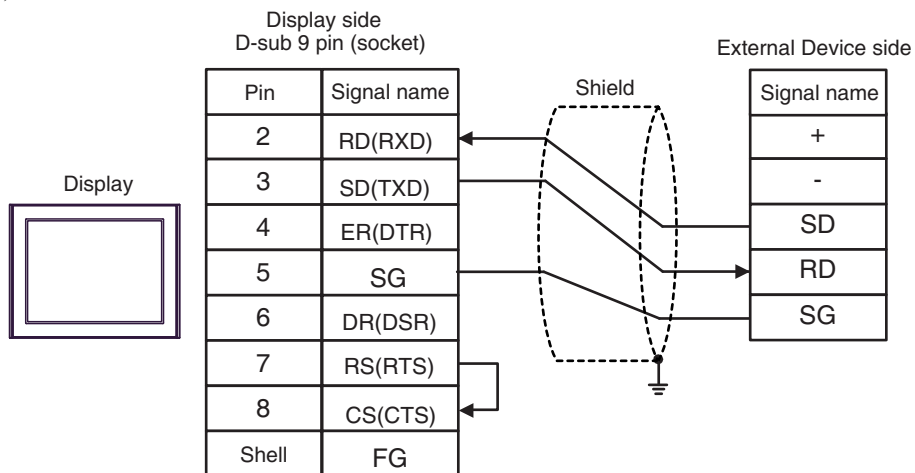 Display side
D-sub 9 pin (socket)
External Device side
Shield
Display
Pin Signal name
2 RD(RXD)
3 SD(TXD)
4 ER(DTR)
5 SG
6 DR(DSR)
7 RS(RTS)
8 CS(CTS)
Shell FG
Signal name
+
-
SD
RD
SG